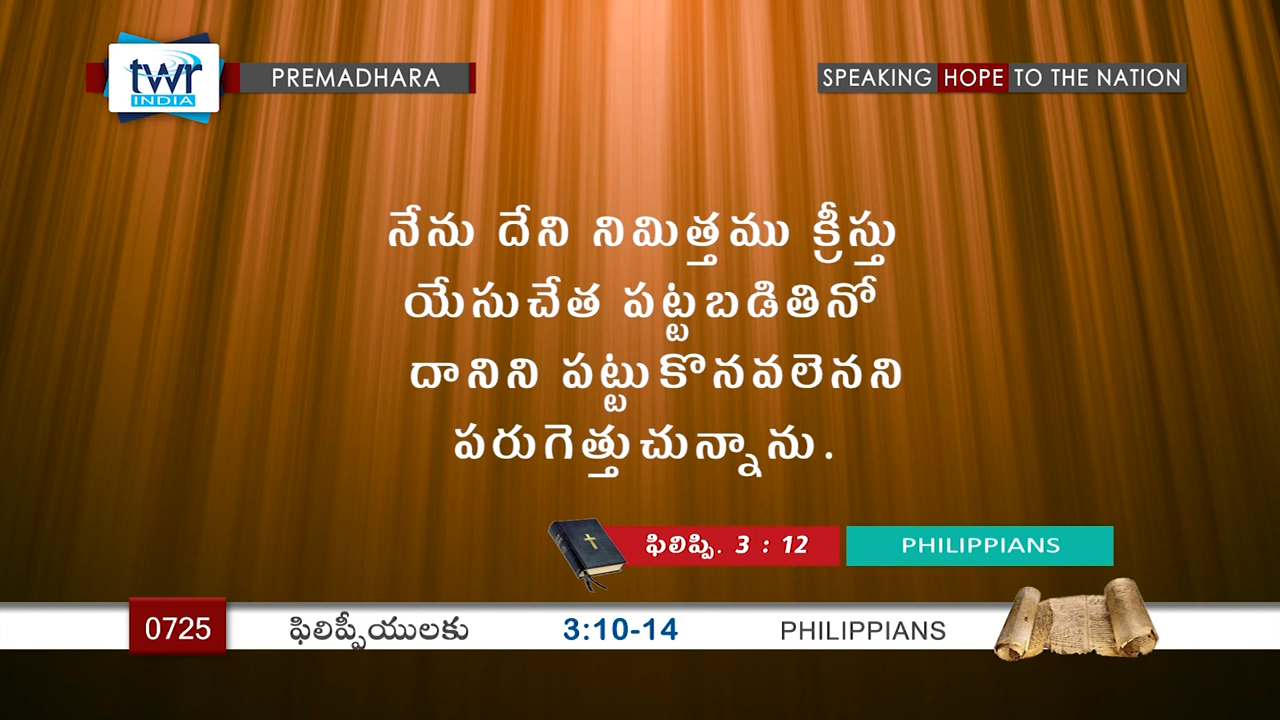 twr
INDIA
PREMADHARA
SPEAKING HOPE TO THE NATION
నేను దేని నిమిత్తము క్రీస్తు
యేసుచేత పట్టబడితినో
దానిని పట్టుకొనవలెనని
పరుగెత్తుచున్నాను.
ఫిలిప్పి. 3 : 12
PHILIPPIANS
0725
ఫిలిప్పీయులకు
3:10-14
PHILIPPIANS